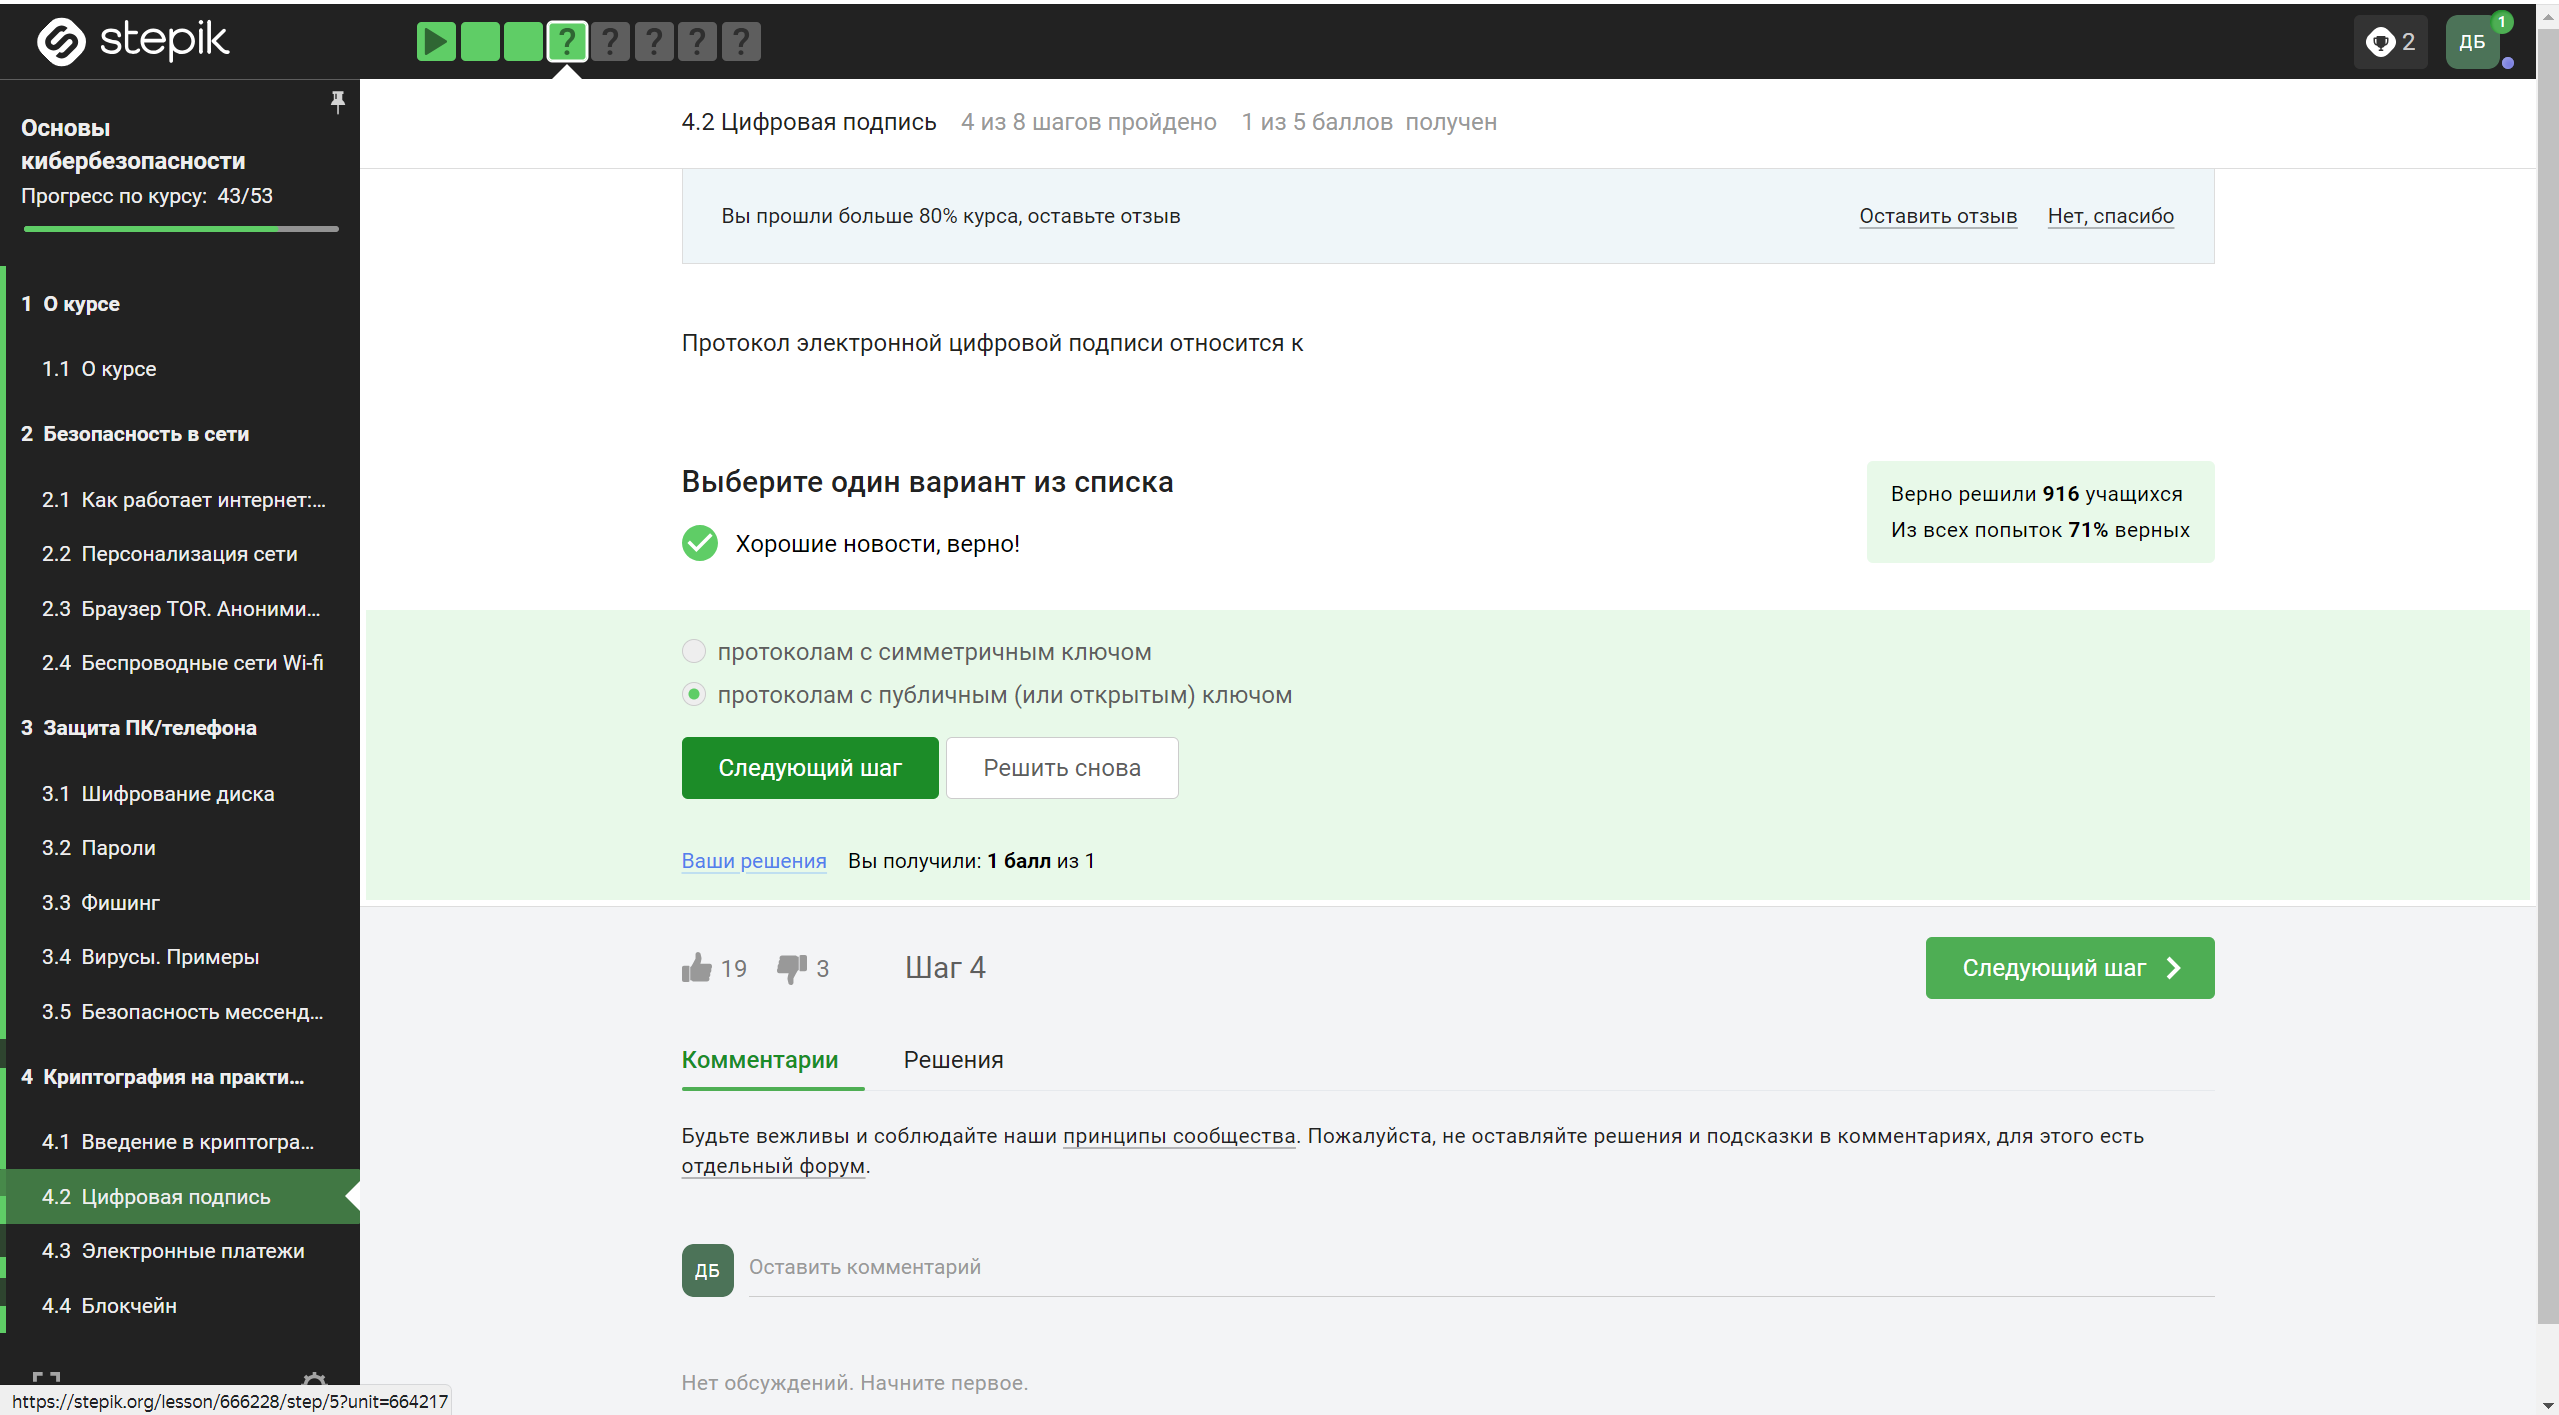 stepik
? ? ? ? ?
2
ДБ
1
Основы
кибербезопасности
Прогресс по курсу: 43/53
1 О курсе
1.1 О курсе
2 Безопасность в сети
2.1 Как работает интернет:...
2.2 Персонализация сети
2.3 Браузер TOR. Аноними...
2.4 Беспроводные сети Wi-fi
3 Защита ПК/телефона
3.1 Шифрование диска
3.2 Пароли
3.3 Фишинг
3.4 Вирусы. Примеры
3.5 Безопасность мессенд...
4 Криптография на практи...
4.1 Введение в криптогра...
4.2 Цифровая подпись
4.3 Электронные платежи
4.4 Блокчейн
4.2 Цифровая подпись 4 из 8 шагов пройдено 1 из 5 баллов получен
Вы прошли больше 80% курса, оставьте отзыв
Оставить отзыв Нет, спасибо
Протокол электронной цифровой подписи относится к
Выберите один вариант из списка
Хорошие новости, верно!
Верно решили 916 учащихся
Из всех попыток 71% верных
протоколам с симметричным ключом
протоколам с публичным (или открытым) ключом
Следующий шаг Решить снова
Ваши решения Вы получили: 1 балл из 1
19 3 Шаг 4
Следующий шаг
Комментарии Решения
Будьте вежливы и соблюдайте наши принципы сообщества. Пожалуйста, не оставляйте решения и подсказки в комментариях, для этого есть
отдельный форум.
ДБ Оставить комментарий
Нет обсуждений. Начните первое.
https://stepik.org/lesson/666228/step/5?unit=664217